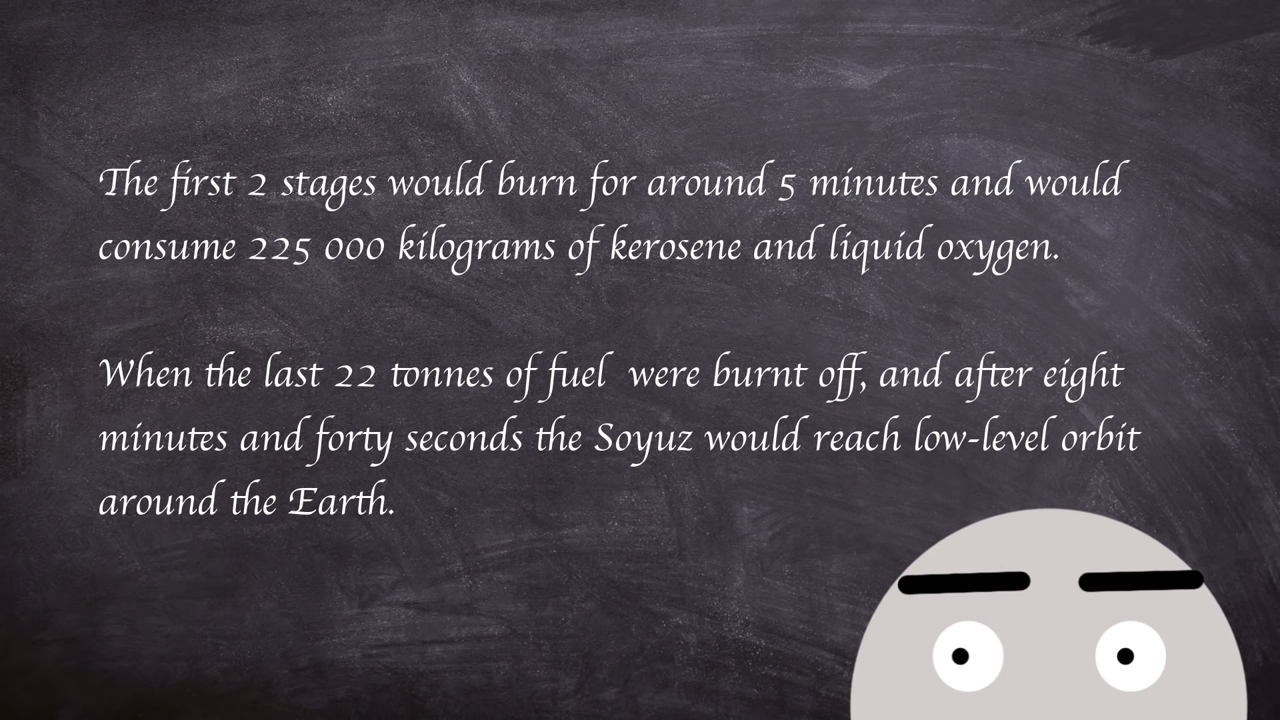 The first 2 stages would burn for around 5 minutes and would
consume 225 000 kilograms of kerosene and liquid oxygen.
When the last 22 tonnes of fuel  were burnt off, and after eight
minutes and forty seconds the Soyuz would reach low-level orbit
around the Earth.